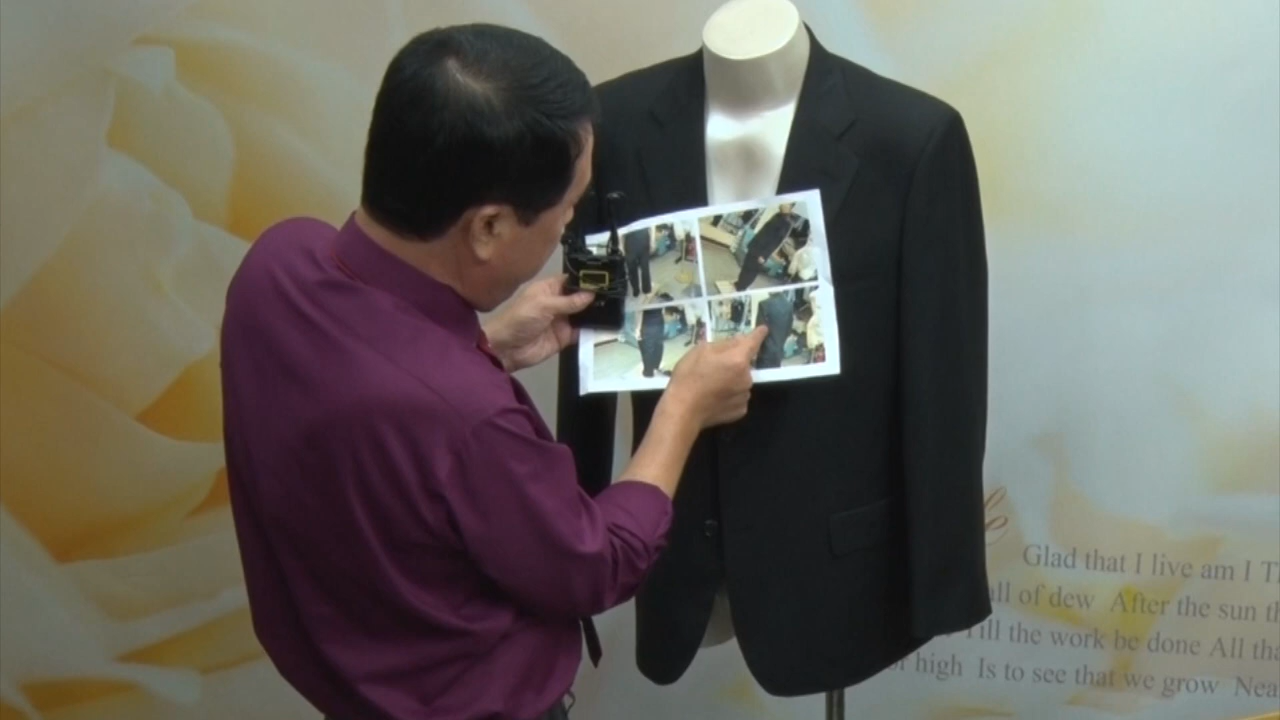 Glad that I live am I T
all of dew After the sun th
Till the work be done All tha
high Is to see that we grow Nea